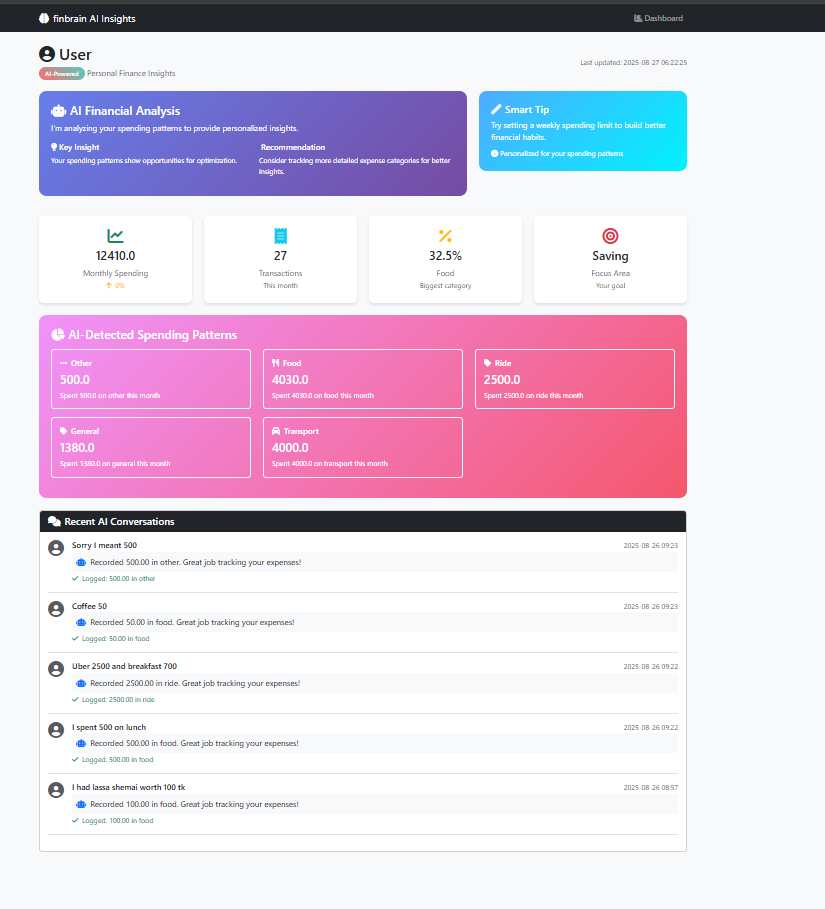 finbrain AI Insights
Dashboard
User
AI-Powered Personal Finance Insights
Last updated: 2025-08-27 06:22:25
AI Financial Analysis
I'm analyzing your spending patterns to provide personalized insights.
Key Insight
Your spending patterns show opportunities for optimization.
Recommendation
Consider tracking more detailed expense categories for better
insights.
Smart Tip
Try setting a weekly spending limit to build better
financial habits.
Personalized for your spending patterns
12410.0
Monthly Spending
0%
27
Transactions
This month
32.5%
Food
Biggest category
Saving
Focus Area
Your goal
AI-Detected Spending Patterns
Other
500.0
Spent 500.0 on other this month
Food
4030.0
Spent 4030.0 on food this month
Ride
2500.0
Spent 2500.0 on ride this month
General
1380.0
Spent 1380.0 on general this month
Transport
4000.0
Spent 4000.0 on transport this month
Recent AI Conversations
Sorry I meant 500
2025-08-26 09:23
Recorded 500.00 in other. Great job tracking your expenses!
Logged: 500.00 in other
Coffee 50
2025-08-26 09:23
Recorded 50.00 in food. Great job tracking your expenses!
Logged: 50.00 in food
Uber 2500 and breakfast 700
2025-08-26 09:22
Recorded 2500.00 in ride. Great job tracking your expenses!
Logged: 2500.00 in ride
I spent 500 on lunch
2025-08-26 09:22
Recorded 500.00 in food. Great job tracking your expenses!
Logged: 500.00 in food
I had lassa shemai worth 100 tk
2025-08-26 08:57
Recorded 100.00 in food. Great job tracking your expenses!
Logged: 100.00 in food